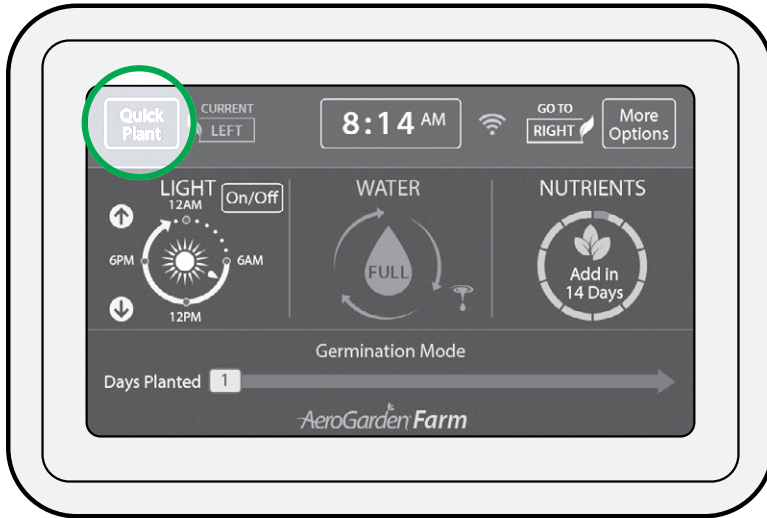 Quick
Plant
CURRENT
LEFT
8:14 AM
GO TO
RIGHT
More
Options
LIGHT
On/Off
12AM
6PM
6AM
12PM
WATER
FULL
NUTRIENTS
Add in
14 Days
Germination Mode
Days Planted 1
AeroGarden Farm